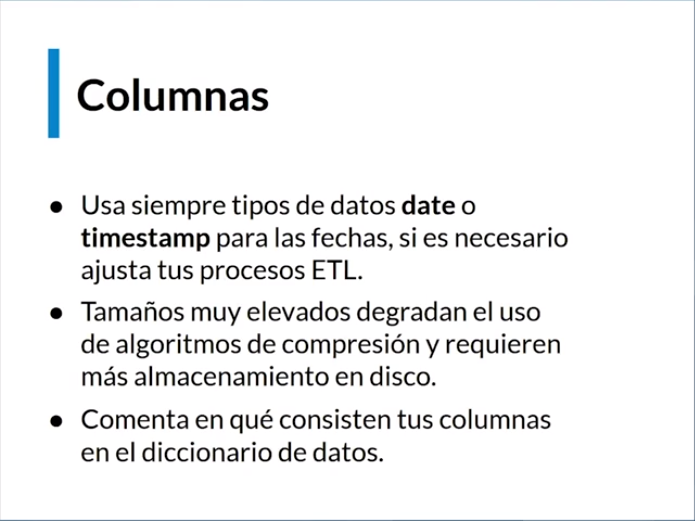 Columnas
● Usa siempre tipos de datos date o
timestamp para las fechas, si es necesario
ajusta tus procesos ETL.
● Tamaños muy elevados degradan el uso
de algoritmos de compresión y requieren
más almacenamiento en disco.
● Comenta en qué consisten tus columnas
en el diccionario de datos.